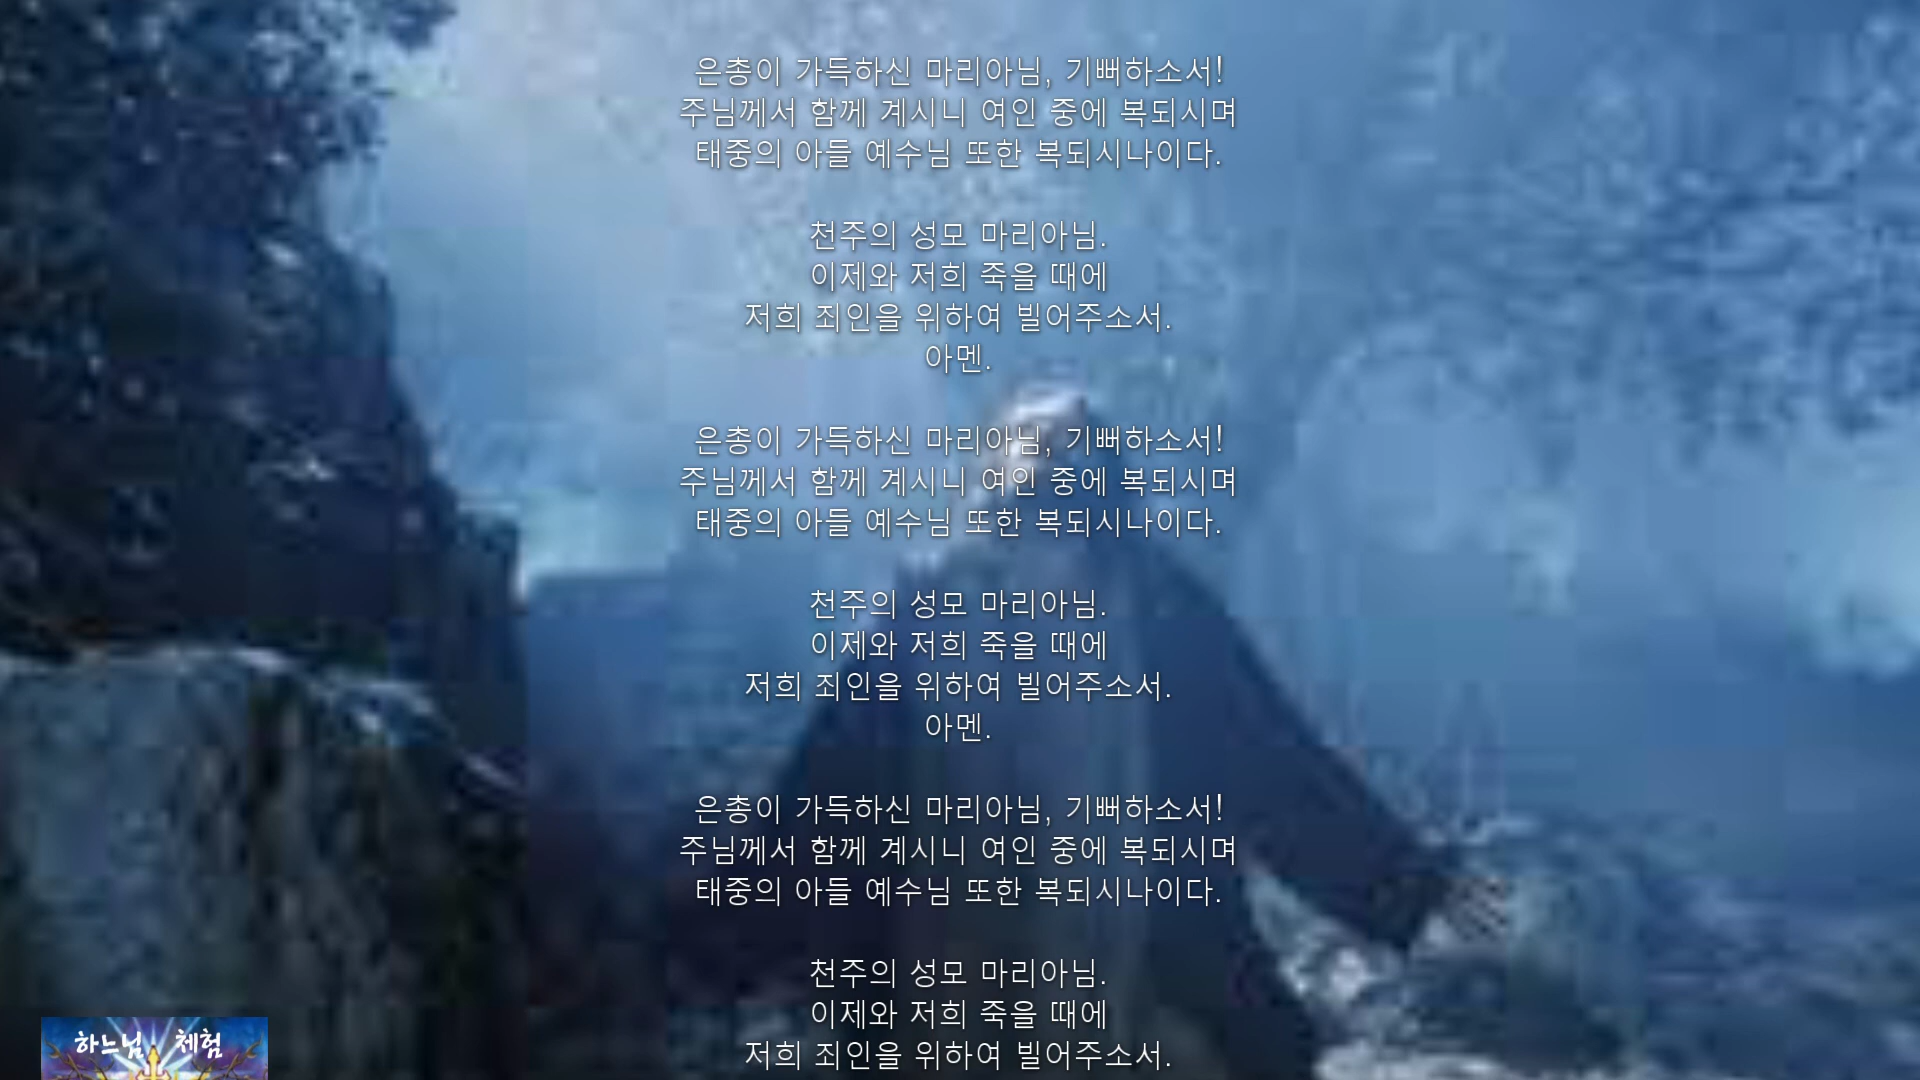 은총이 가득하신 마리아님, 기뻐하소서!
주님께서 함께 계시니 여인 중에 복되시며
태중의 아들 예수님 또한 복되시나이다.
천주의 성모 마리아님.
이제와 저희 죽을 때에
저희 죄인을 위하여 빌어주소서.
아멘.
은총이 가득하신 마리아님, 기뻐하소서!
주님께서 함께 계시니 여인 중에 복되시며
태중의 아들 예수님 또한 복되시나이다.
천주의 성모 마리아님.
이제와 저희 죽을 때에
저희 죄인을 위하여 빌어주소서.
아멘.
은총이 가득하신 마리아님, 기뻐하소서!
주님께서 함께 계시니 여인 중에 복되시며
태중의 아들 예수님 또한 복되시나이다.
천주의 성모 마리아님.
이제와 저희 죽을 때에
저희 죄인을 위하여 빌어주소서.
하느님 체험